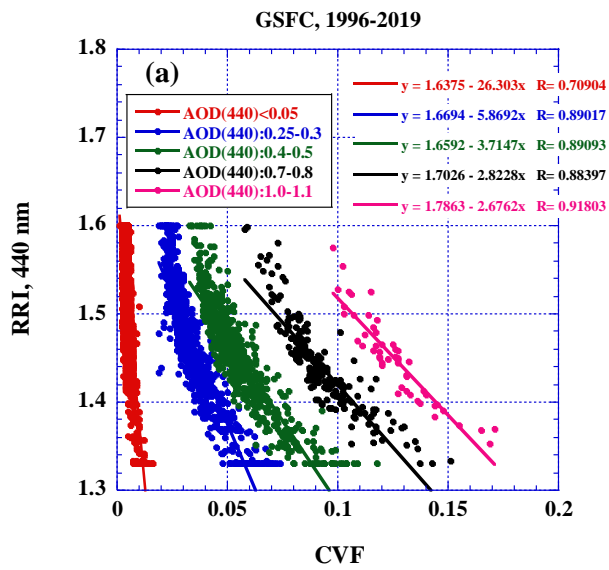 GSFC, 1996-2019
(a)
AOD(440)<0.05
AOD(440):0.25-0.3
AOD(440):0.4-0.5
AOD(440):0.7-0.8
AOD(440):1.0-1.1
y = 1.6375 - 26.303x R= 0.70904
y = 1.6694 - 5.8692x R= 0.89017
y = 1.6592 - 3.7147x R= 0.89093
y = 1.7026 - 2.8228x R= 0.88397
y = 1.7863 - 2.6762x R= 0.91803
RRI, 440 nm
1.8
1.7
1.6
1.5
1.4
1.3
0 0.05 0.1 0.15 0.2
CVF